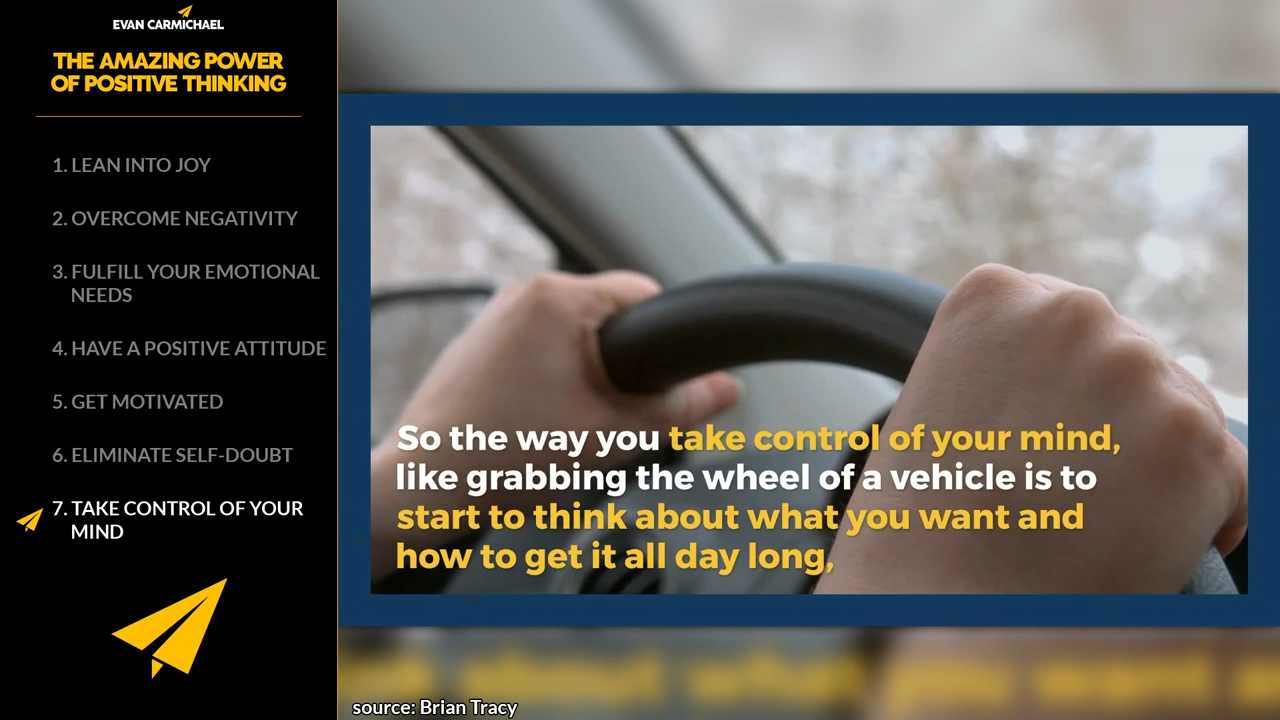 EVAN CARMICHAEL
THE AMAZING POWER
OF POSITIVE THINKING
1. LEAN INTO JOY
2. OVERCOME NEGATIVITY
3. FULFILL YOUR EMOTIONAL
NEEDS
4. HAVE A POSITIVE ATTITUDE
5. GET MOTIVATED
6. ELIMINATE SELF-DOUBT
7. TAKE CONTROL OF YOUR
MIND
So the way you take control of your mind,
like grabbing the wheel of a vehicle is to
start to think about what you want and
how to get it all day long,
source: Brian Tracy